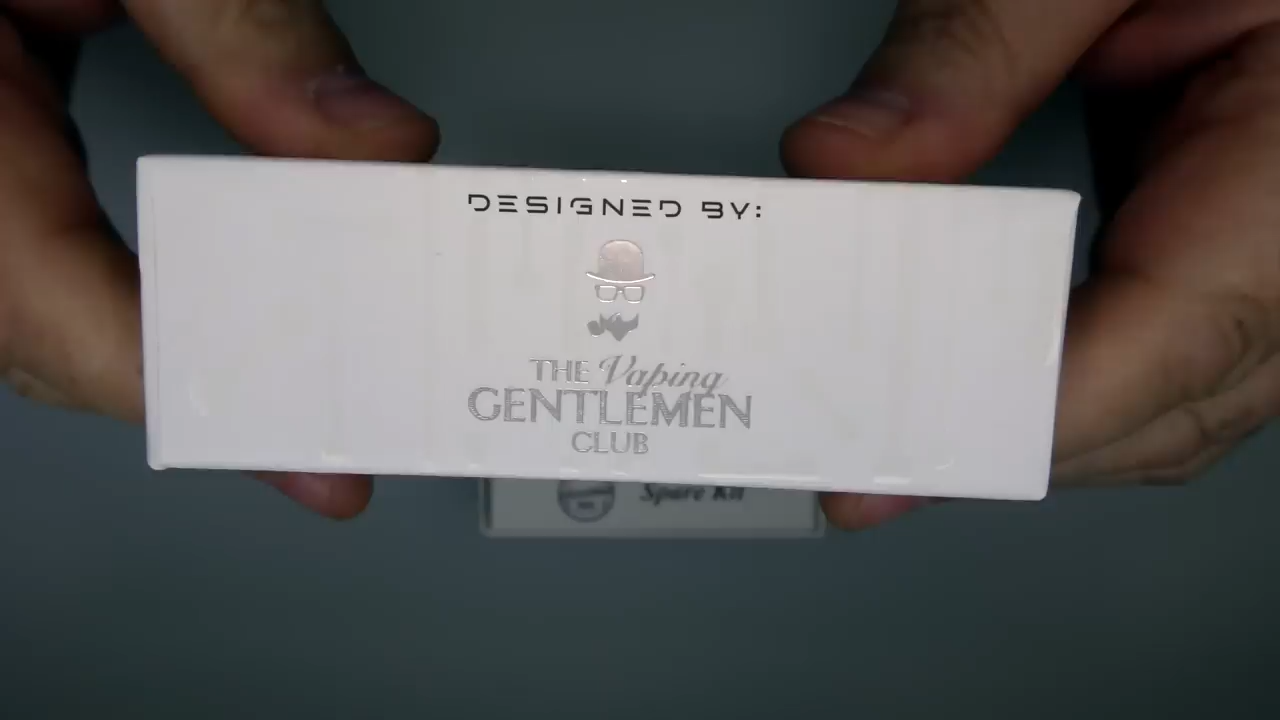 DESIGNED BY:
THE Vaping
GENTLEMEN
CLUB
Spare Kit